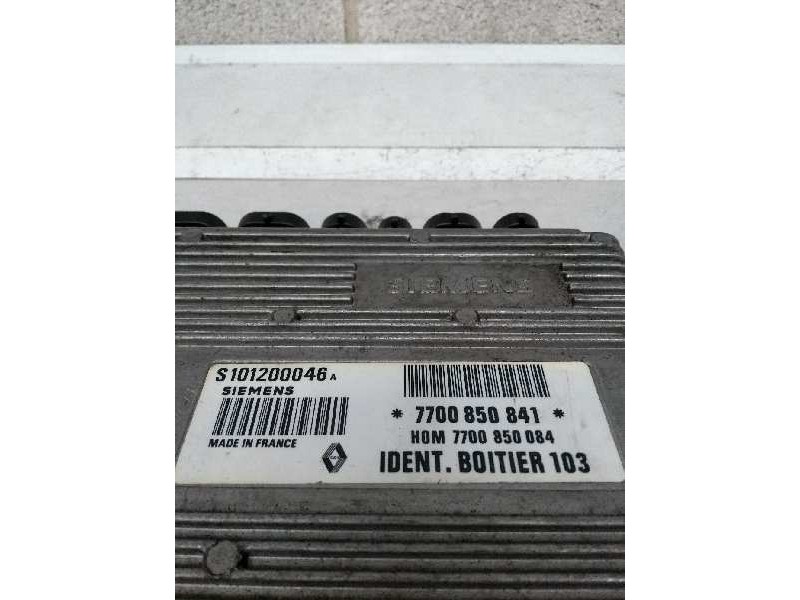 SIEMENS
S101200046 A
SIEMENS
MADE IN FRANCE
* 7700 850 841 *
HOM 7700 850 084
IDENT. BOITIER 103